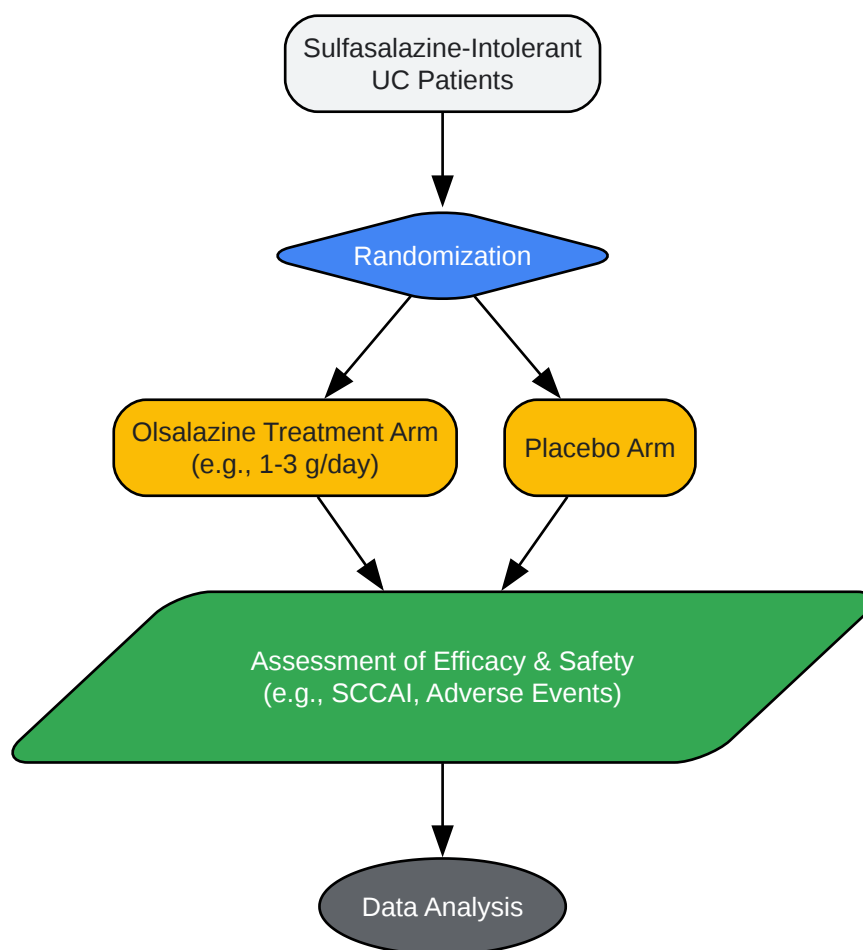 Sulfasalazine-Intolerant
UC Patients
Randomization
Olsalazine Treatment Arm
(e.g., 1-3 g/day)
Placebo Arm
Assessment of Efficacy & Safety
(e.g., SCCAI, Adverse Events)
Data Analysis